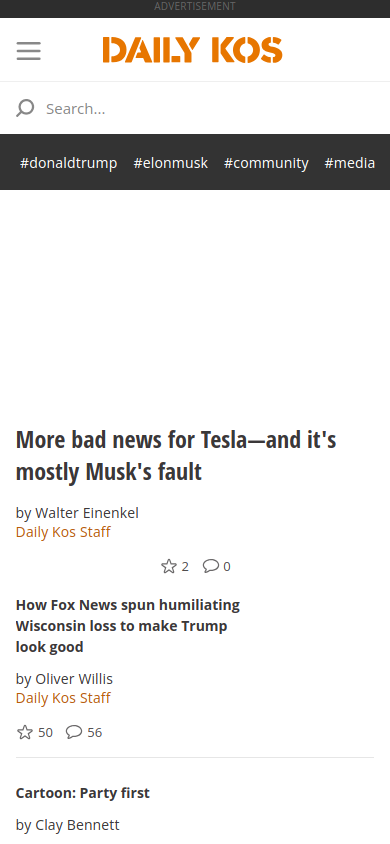 ADVERTISEMENT
DAILY KOS
Search...
#donaldtrump #elonmusk #community #media
More bad news for Tesla—and it's
mostly Musk's fault
by Walter Einenkel
Daily Kos Staff
2 0
How Fox News spun humiliating
Wisconsin loss to make Trump
look good
by Oliver Willis
Daily Kos Staff
50 56
Cartoon: Party first
by Clay Bennett